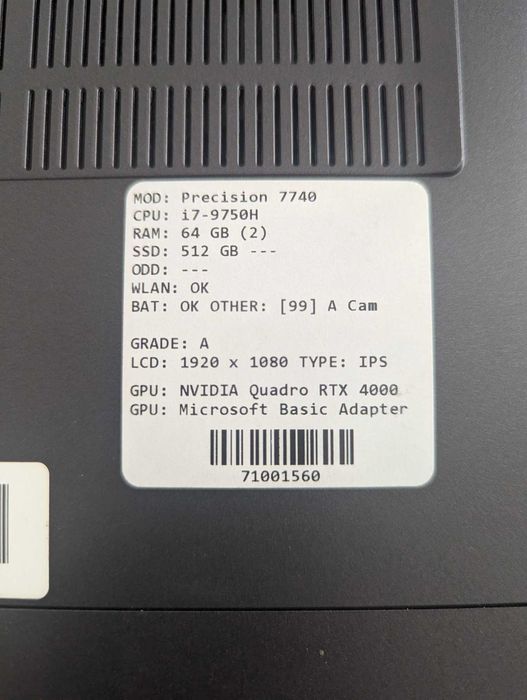 MOD: Precision 7740
CPU: i7-9750H
RAM: 64 GB (2)
SSD: 512 GB ---
ODD: ---
WLAN: OK
BAT: OK OTHER: [99] A Cam
GRADE: A
LCD: 1920 x 1080 TYPE: IPS
GPU: NVIDIA Quadro RTX 4000
GPU: Microsoft Basic Adapter
71001560